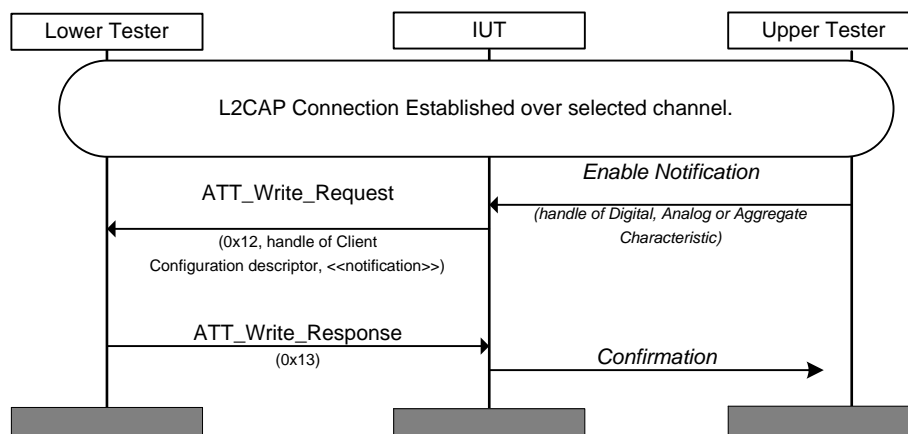 Lower Tester
IUT
Upper Tester
L2CAP Connection Established over selected channel.
Enable Notification
(handle of Digital, Analog or Aggregate
Characteristic)
ATT_Write_Request
(0x12, handle of Client
Configuration descriptor, <<notification>>)
ATT_Write_Response
(0x13)
Confirmation